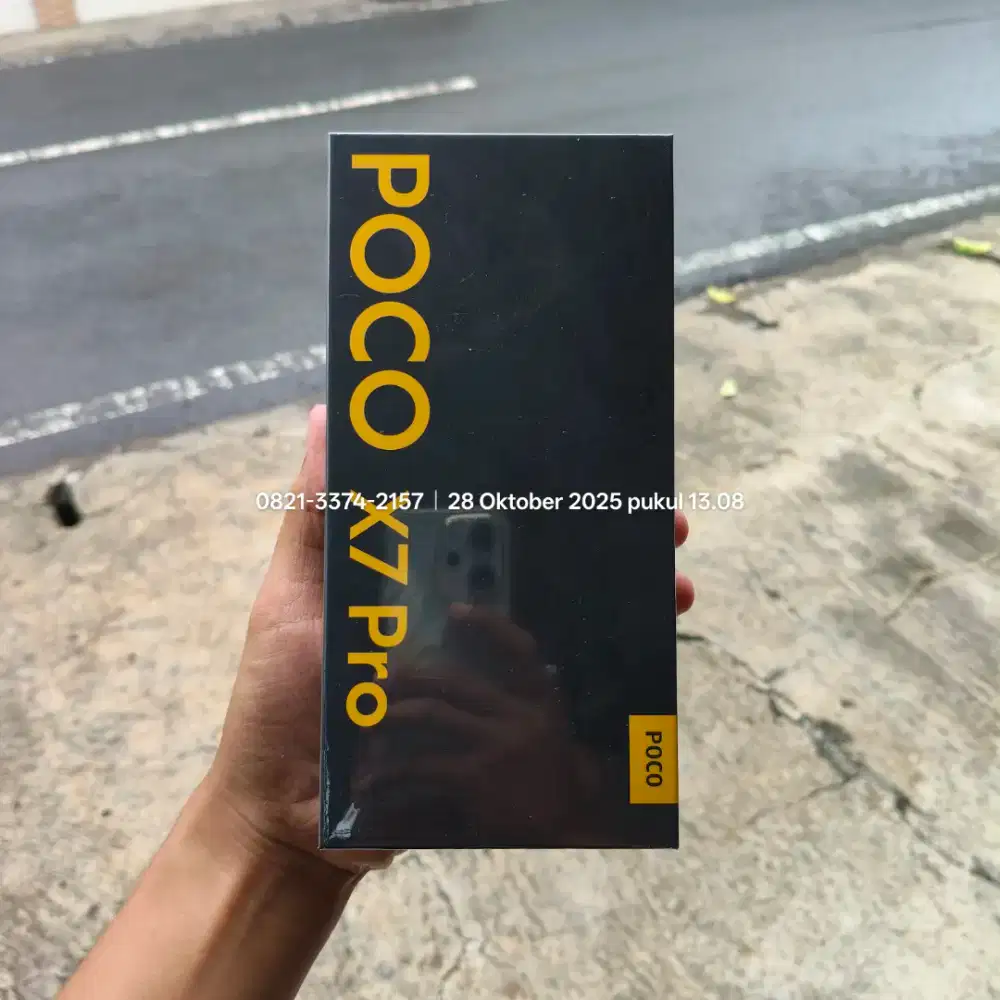 POCO X7 Pro
0821-3374-2157 | 28 Oktober 2025 pukul 13.08
POCO